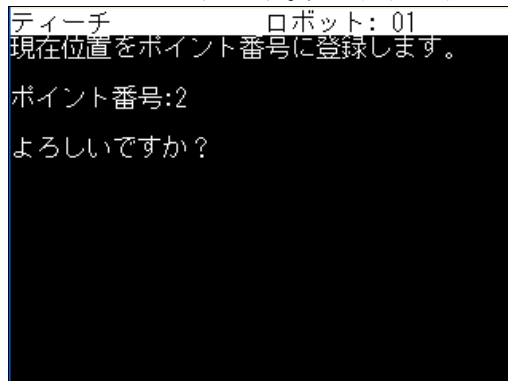 ティーチ ロボット: 01
現在位置をポイント番号に登録します。
ポイント番号:2
よろしいですか？